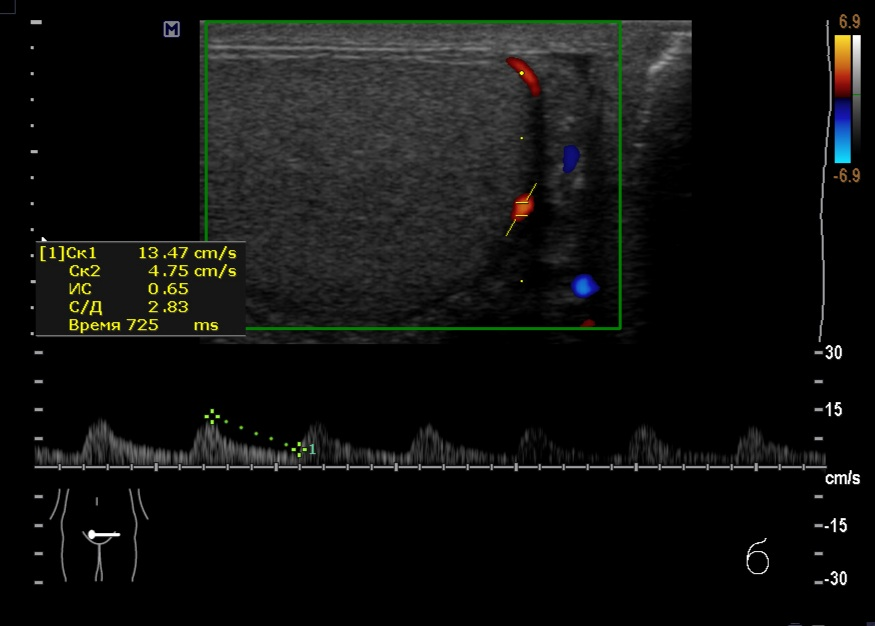 M
6.9
-6.9
[1]Ск1 13.47 cm/s
Ск2 4.75 cm/s
ИС 0.65
С/Д 2.83
Время 725 ms
30
15
1
cm/s
-15
-30
б